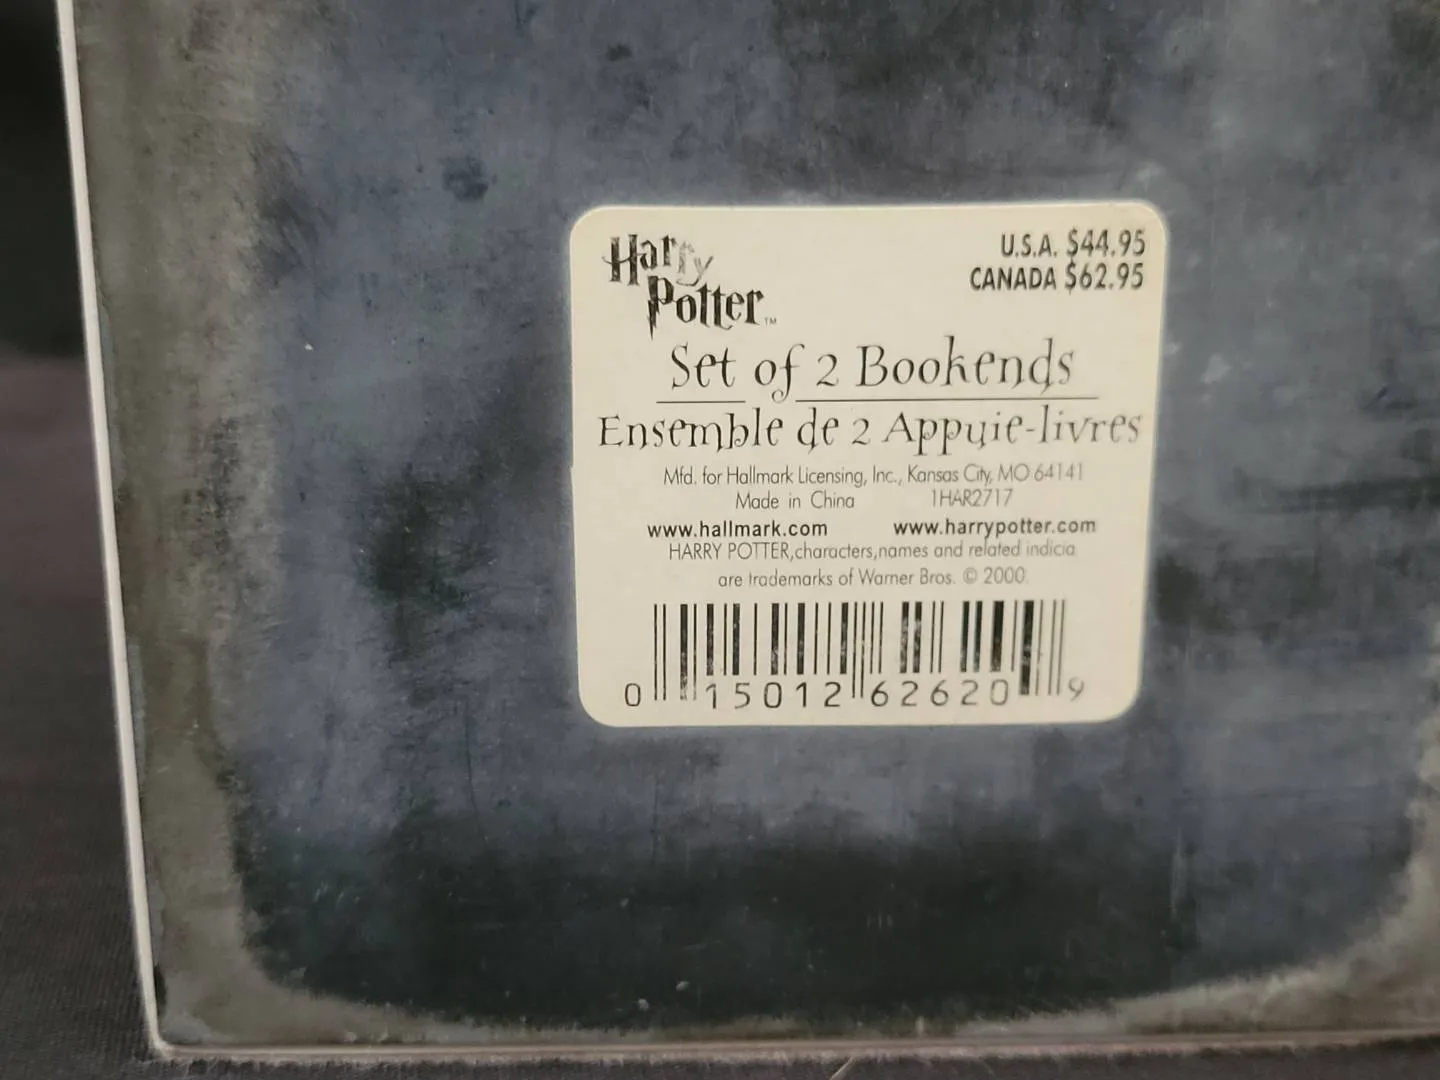 Harry
Potter™
U.S.A. $44.95
CANADA $62.95
Set of 2 Bookends
Ensemble de 2 Appuie-livres
Mfd. for Hallmark Licensing, Inc., Kansas City, MO 64141
Made in China 1HAR2717
www.hallmark.com www.harrypotter.com
HARRY POTTER,characters,names and related indicia
are trademarks of Warner Bros. © 2000.
0 15012 62620 9